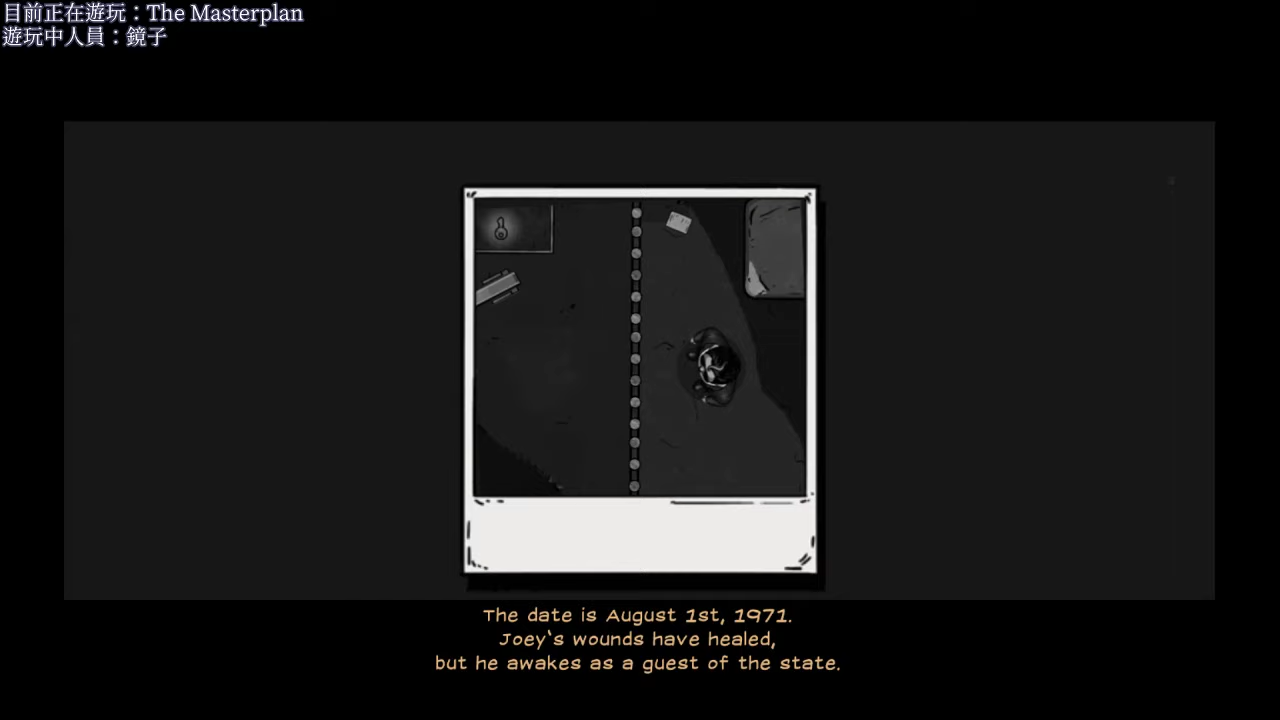 目前正在遊玩：The Masterplan
遊玩中人員：鏡子
The date is August 1st, 1971.
Joey's wounds have healed,
but he awakes as a guest of the state.